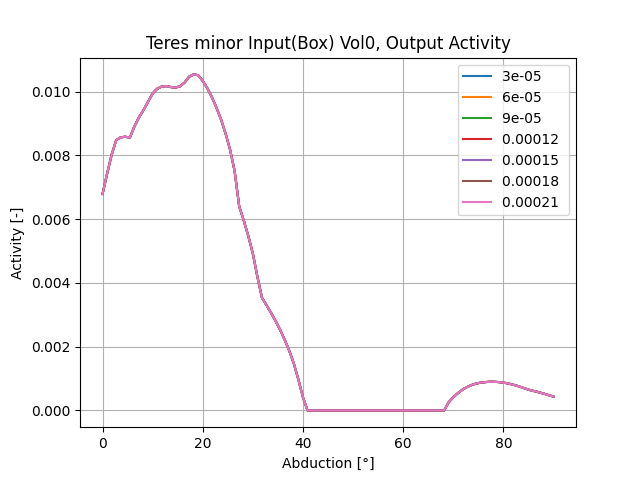 Teres minor Input(Box) Vol0, Output Activity
3e-05
6e-05
9e-05
0.00012
0.00015
0.00018
0.00021
Activity [-]
0.010
0.008
0.006
0.004
0.002
0.000
0
20
40
60
80
Abduction [°]